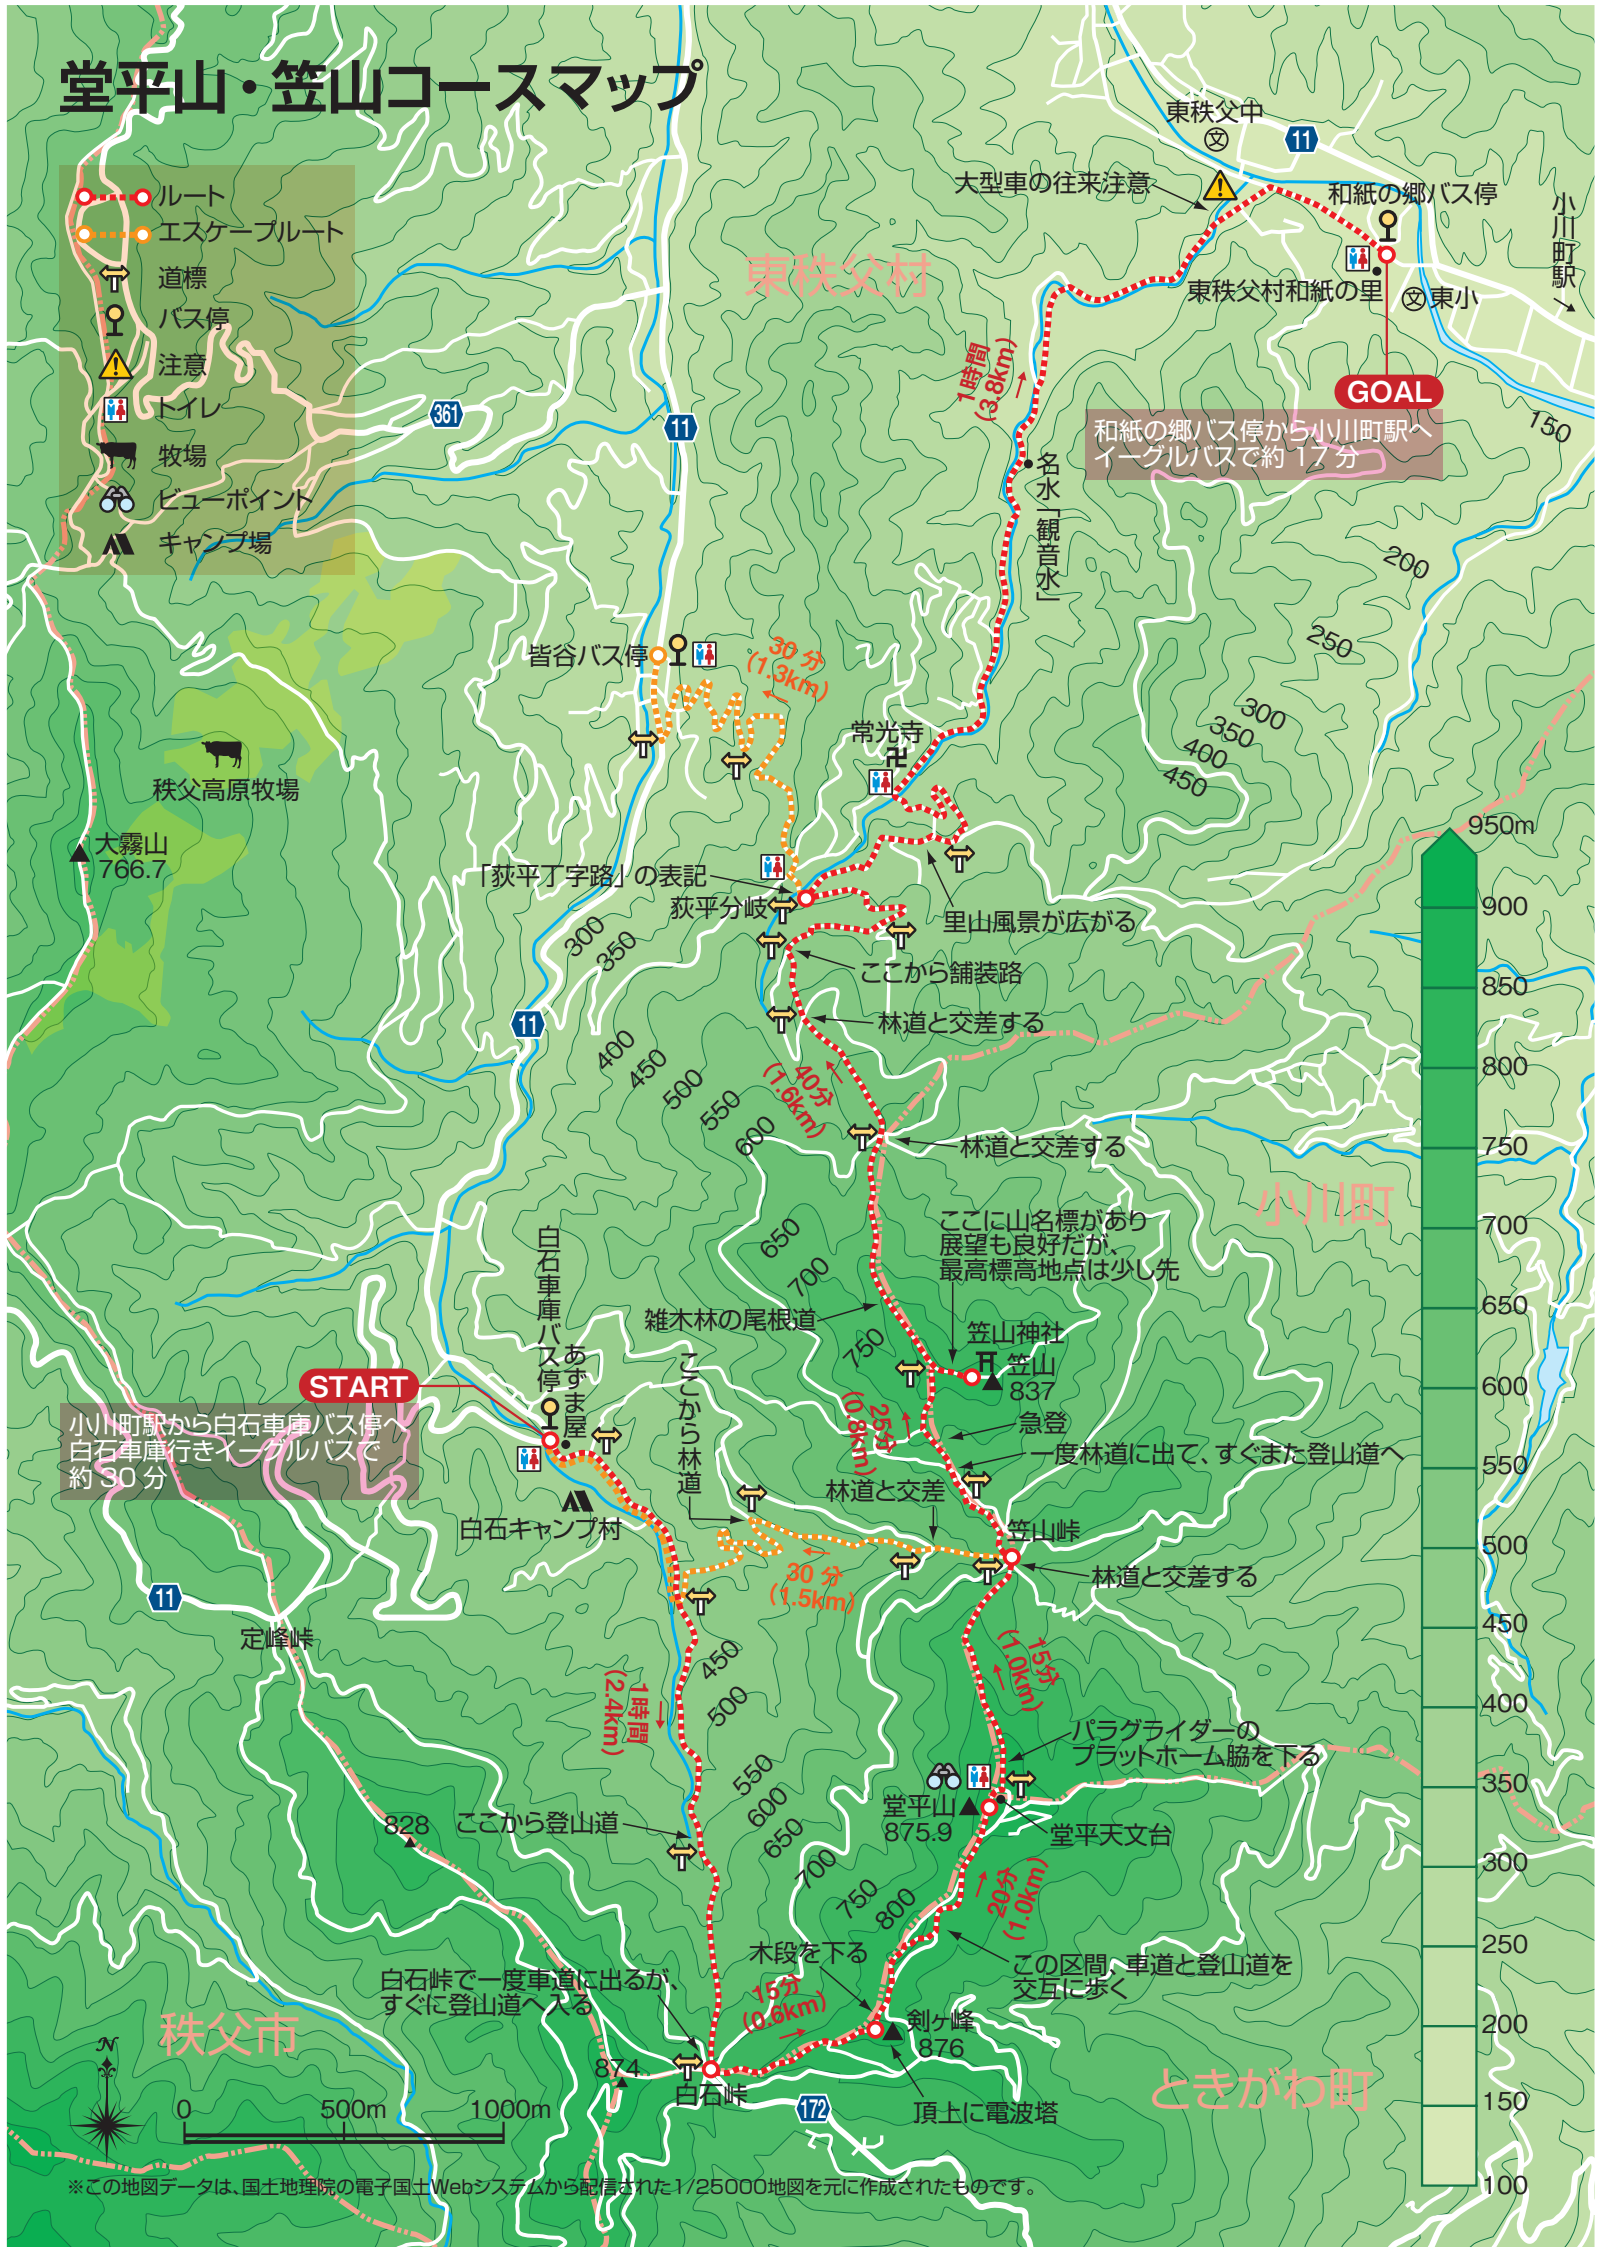 堂平山・笠山コースマップ
ルート
エスケープルート
道標
バス停
注意
トイレ
牧場
ビューポイント
キャンプ場
東秩父中
文
11
大型車の往来注意
和紙の郷バス停
小川町駅→
東秩父村
東秩父村和紙の里
文東小
1時間
(3.8km)
GOAL
和紙の郷バス停から小川町駅へ
イーグルバスで約 17 分
361
11
150
名水「観音水」
200
250
300
350
400
450
皆谷バス停
30 分
(1.3km)
常光寺
秩父高原牧場
大霧山
766.7
「荻平丁字路」の表記
荻平分岐
里山風景が広がる
ここから舗装路
林道と交差する
300
350
11
400
450
500
550
600
40分
(1.6km)
林道と交差する
小川町
650
700
750
ここに山名標があり
展望も良好だが、
最高標高地点は少し先
雑木林の尾根道
笠山神社
笠山
837
白石車庫バス停
あずま屋
START
小川町駅から白石車庫バス停へ
白石車庫行きイーグルバスで
約 30 分
ここから林道
25分
(0.8km)
急登
一度林道に出て、すぐまた登山道へ
林道と交差
白石キャンプ村
笠山峠
林道と交差する
30 分
(1.5km)
11
定峰峠
15分
(1.0km)
450
500
550
600
650
700
750
800
1時間
(2.4km)
パラグライダーの
プラットホーム脇を下る
堂平山
875.9
堂平天文台
828
ここから登山道
20分
(1.0km)
木段を下る
この区間、車道と登山道を
交互に歩く
白石峠で一度車道に出るが、
すぐに登山道へ入る
15分
(0.6km)
剣ヶ峰
876
秩父市
874
白石峠
172
頂上に電波塔
ときがわ町
N
0
500m
1000m
※この地図データは、国土地理院の電子国土Webシステムから配信された1/25000地図を元に作成されたものです。
950m
900
850
800
750
700
650
600
550
500
450
400
350
300
250
200
150
100